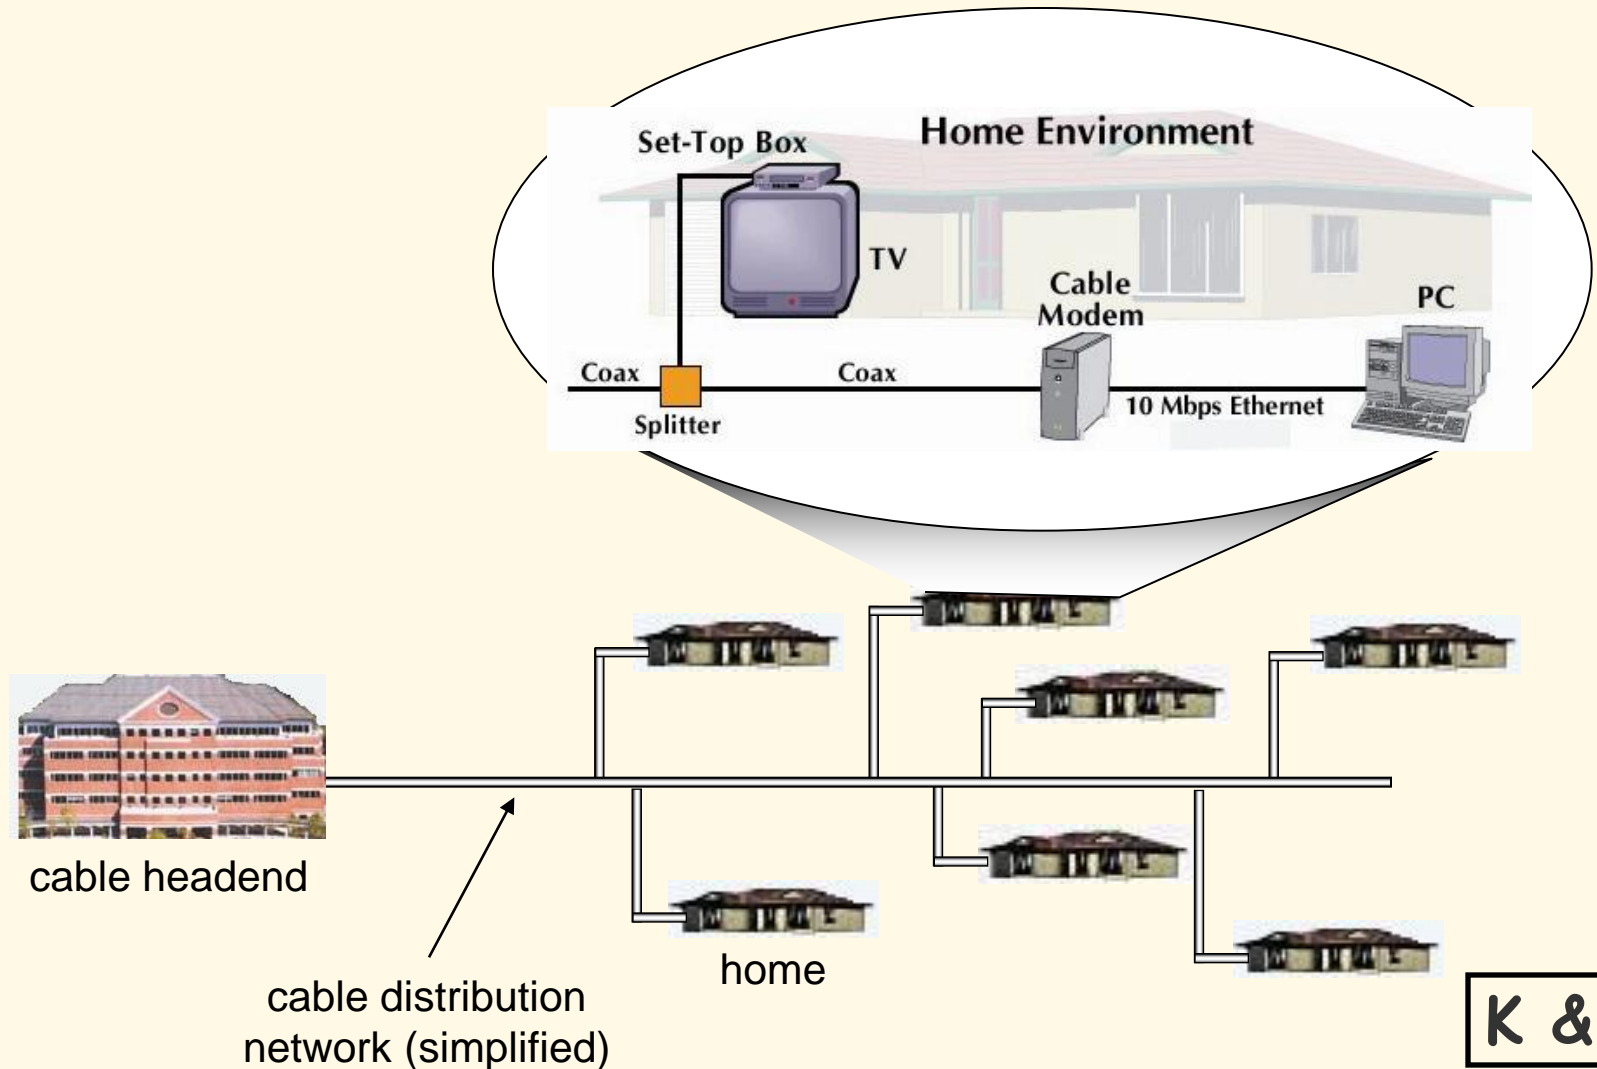 Home Environment
Set-Top Box
TV
Cable
Modem
PC
Coax
Coax
10 Mbps Ethernet
Splitter
cable headend
home
cable distribution
network (simplified)
K &